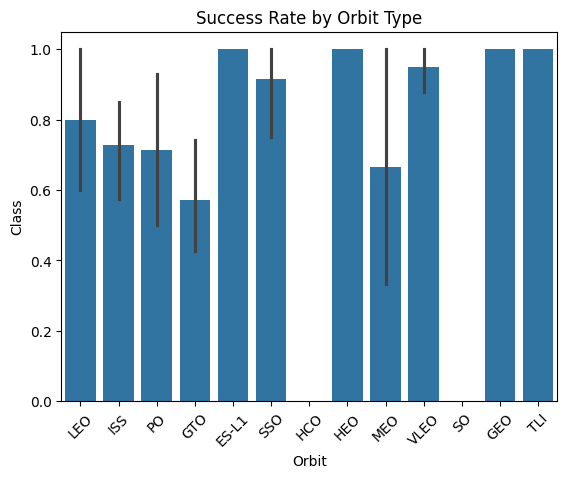 Success Rate by Orbit Type
Class
1.0
0.8
0.6
0.4
0.2
0.0
LEO
ISS
PO
GTO
ES-L1
SSO
HCO
HEO
MEO
VLEO
SO
GEO
TLI
Orbit